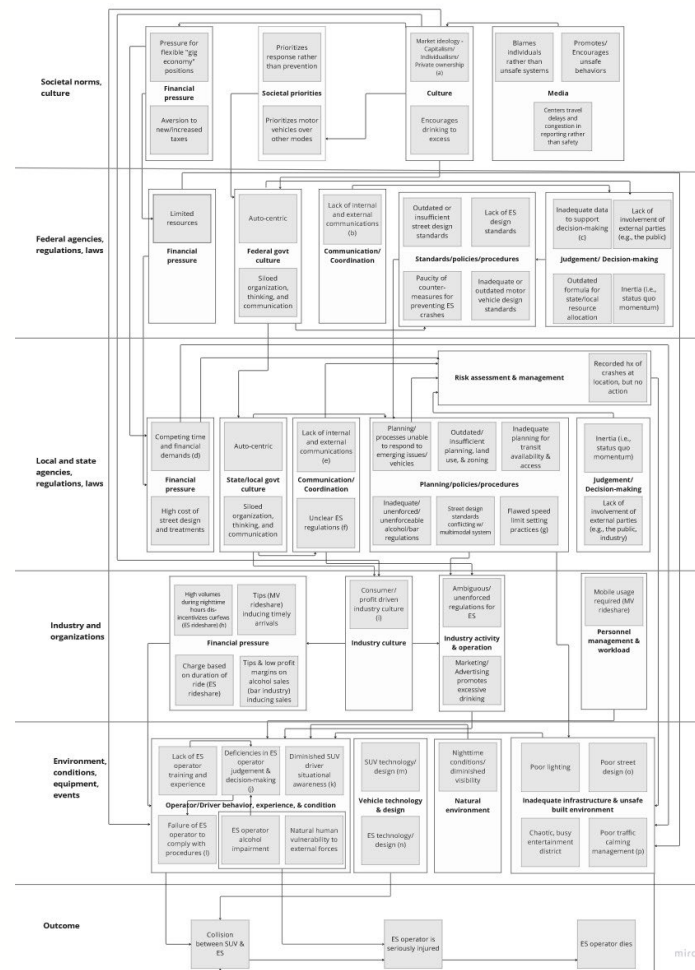 Societal norms,
culture
Pressure for
flexible "gig
economy"
positions
Financial
pressure
Aversion to
new/increased
taxes
Prioritizes
response rather
than prevention
Societal priorities
Prioritizes motor
vehicles over
other modes
Market ideology -
Capitalism/
individualism/
Private ownership
(a)
Culture
Encourages
drinking to
excess
Blames
individuals
rather than
unsafe systems
Promotes/
Encourages
unsafe
behaviors
Media
Centers travel
delays and
congestion in
reporting rather
than safety
Federal agencies,
regulations, laws
Limited
resources
Financial
pressure
Auto-centric
Federal govt
culture
Siloed
organization,
thinking, and
communication
Lack of internal
and external
communications
(b)
Communication/
Coordination
Outdated or
insufficient
street design
standards
Lack of ES
design
standards
Standards/policies/procedures
Paucity of
counter-
measures for
preventing ES
crashes
Inadequate or
outdated motor
vehicle design
standards
Inadequate data
to support
decision-making
(c)
Lack of
involvement of
external parties
(e.g., the public)
Judgement/ Decision-making
Outdated
formula for
state/local
resource
allocation
Inertia (i.e.,
status quo
momentum)
Local and state
agencies,
regulations, laws
Risk assessment & management
Recorded hx of
crashes at
location, but no
action
Competing time
and financial
demands (d)
Financial
pressure
High cost of
street design
and treatments
Auto-centric
State/local govt
culture
Siloed
organization,
thinking, and
communication
Lack of internal
and external
communications
(e)
Communication/
Coordination
Unclear ES
regulations (f)
Planning/
processes unable
to respond to
emerging issues/
vehicles
Outdated/
insufficient
planning, land
use, & zoning
Inadequate
planning for
transit
availability &
access
Planning/policies/procedures
Inadequate/
unenforced/
unenforceable
alcohol/bar
regulations
Street design
standards
conflicting w/
multimodal system
Flawed speed
limit setting
practices (g)
Inertia (i.e.,
status quo
momentum)
Judgement/
Decision-making
Lack of
involvement of
external parties
(e.g., the public,
industry)
Industry and
organizations
High volumes
during nighttime
hours dis-
incentivizes curfews
(ES rideshare) (h)
Tips (MV
rideshare)
inducing timely
arrivals
Financial pressure
Charge based
on duration of
ride (ES
rideshare)
Tips & low profit
margins on
alcohol sales
(bar industry)
inducing sales
Consumer/
profit driven
industry culture
(i)
Industry culture
Ambiguous/
unenforced
regulations for
ES
Industry activity
& operation
Marketing/
Advertising
promotes
excessive
drinking
Mobile usage
required (MV
rideshare)
Personnel
management &
workload
Environment,
conditions,
equipment,
events
Lack of ES
operator
training and
experience
Deficiencies in ES
operator
judgement &
decision-making
(j)
Diminished SUV
driver
situational
awareness (k)
Operator/Driver behavior, experience, & condition
Failure of ES
operator to
comply with
procedures (l)
ES operator
alcohol
impairment
Natural human
vulnerability to
external forces
SUV technology/
design (m)
Vehicle technology
& design
ES technology/
design (n)
Nighttime
conditions/
diminished
visibility
Natural
environment
Poor lighting
Poor street
design (o)
Inadequate infrastructure & unsafe
built environment
Chaotic, busy
entertainment
district
Poor traffic
calming
management (p)
Outcome
Collision
between SUV &
ES
ES operator is
seriously injured
ES operator dies
miro